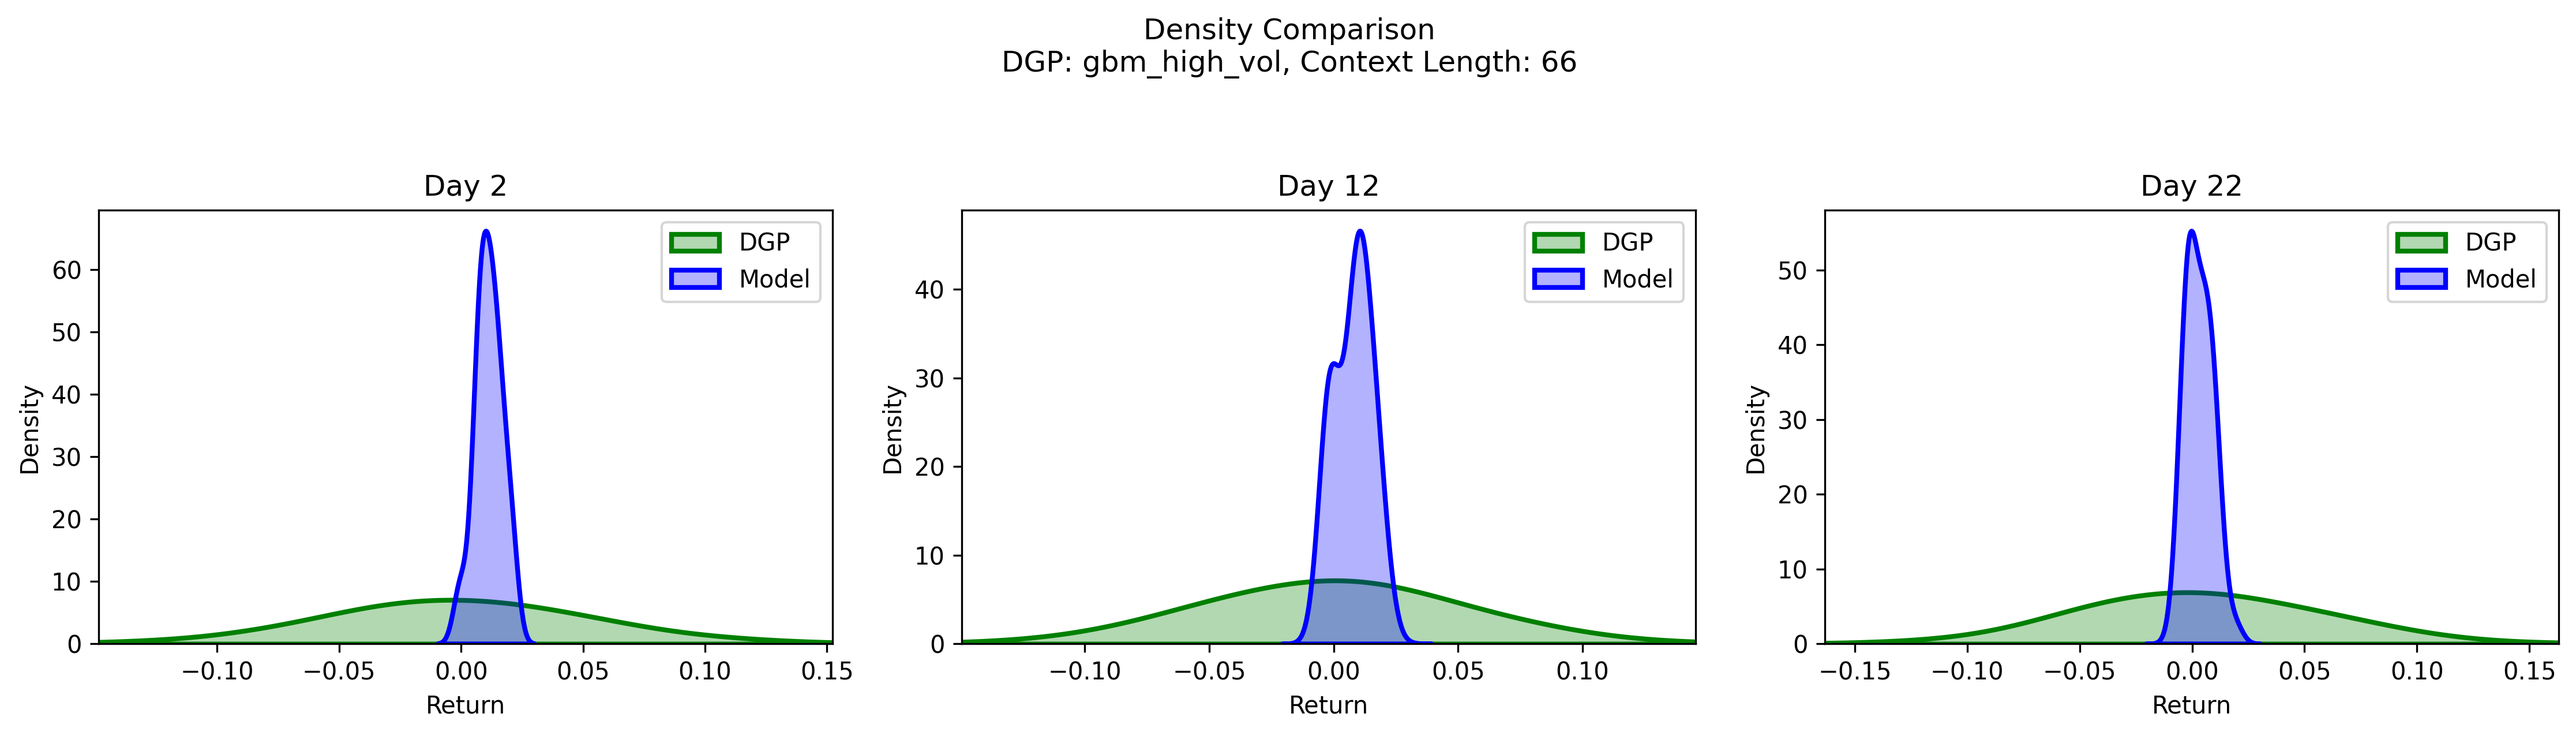 Density Comparison
DGP: gbm_high_vol, Context Length: 66
Day 2
DGP
Model
Density
60
50
40
30
20
10
0
−0.10 −0.05 0.00 0.05 0.10 0.15
Return
Day 12
DGP
Model
Density
40
30
20
10
0
−0.10 −0.05 0.00 0.05 0.10
Return
Day 22
DGP
Model
Density
50
40
30
20
10
0
−0.15 −0.10 −0.05 0.00 0.05 0.10 0.15
Return